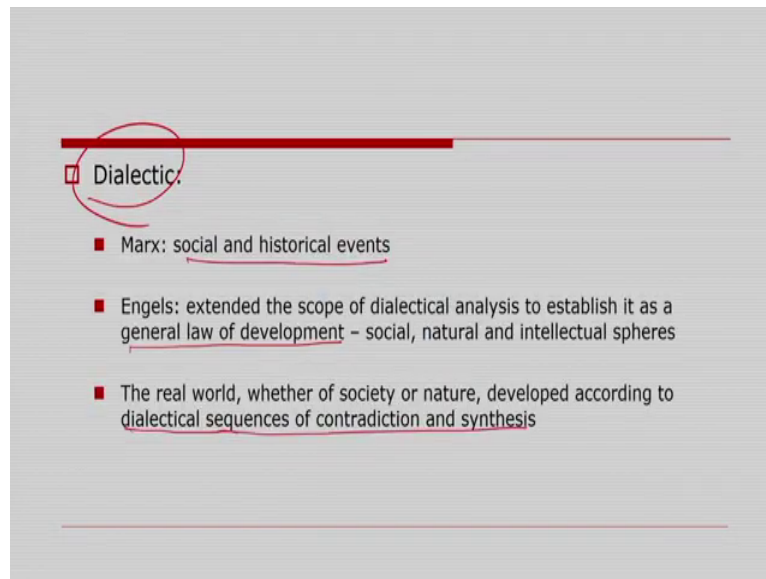 Dialectic:
Marx: social and historical events
Engels: extended the scope of dialectical analysis to establish it as a
general law of development – social, natural and intellectual spheres
The real world, whether of society or nature, developed according to
dialectical sequences of contradiction and synthesis